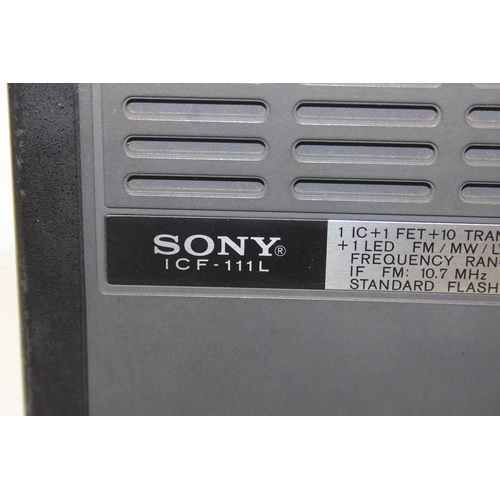 SONY®
ICF-111L
1 IC+1 FET+10
+1 LED FM/MW/
FREQUENCY
IF FM: 10.7 MHz
STANDARD FLASH